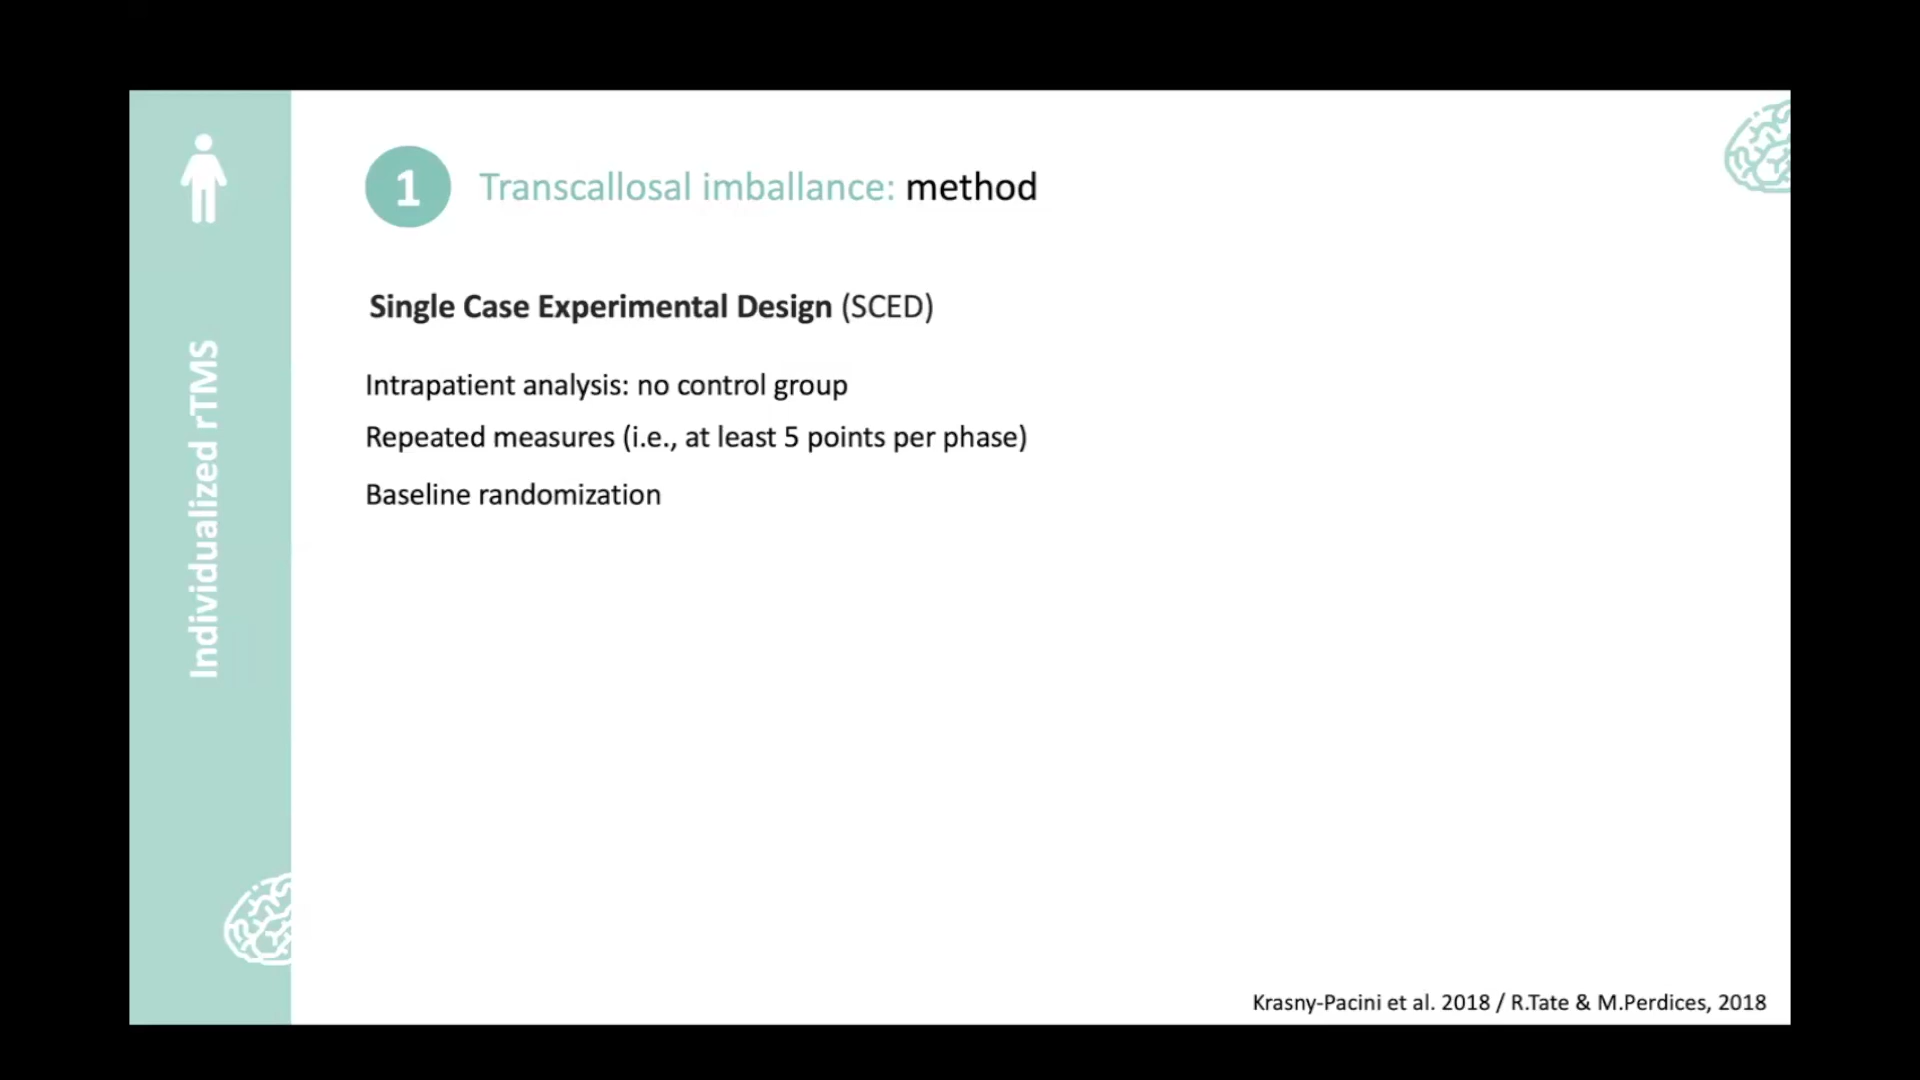 Individualized rTMS
1 Transcallosal imballance: method
Single Case Experimental Design (SCED)
Intrapatient analysis: no control group
Repeated measures (i.e., at least 5 points per phase)
Baseline randomization
Krasny-Pacini et al. 2018 / R.Tate & M.Perdices, 2018